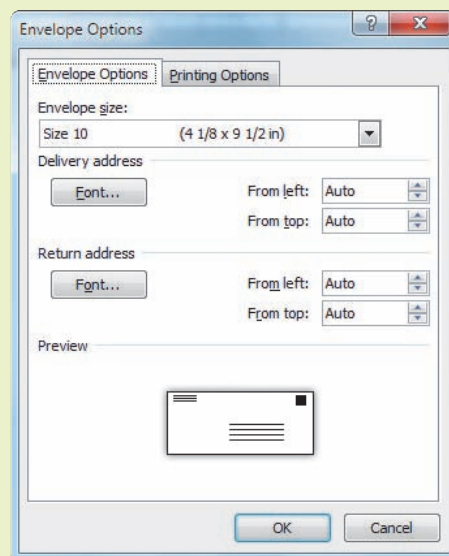 Envelope Options
Envelope Options Printing Options
Envelope size:
Size 10 (4 1/8 x 9 1/2 in)
Delivery address
Font... From left: Auto
From top: Auto
Return address
Font... From left: Auto
From top: Auto
Preview
OK Cancel